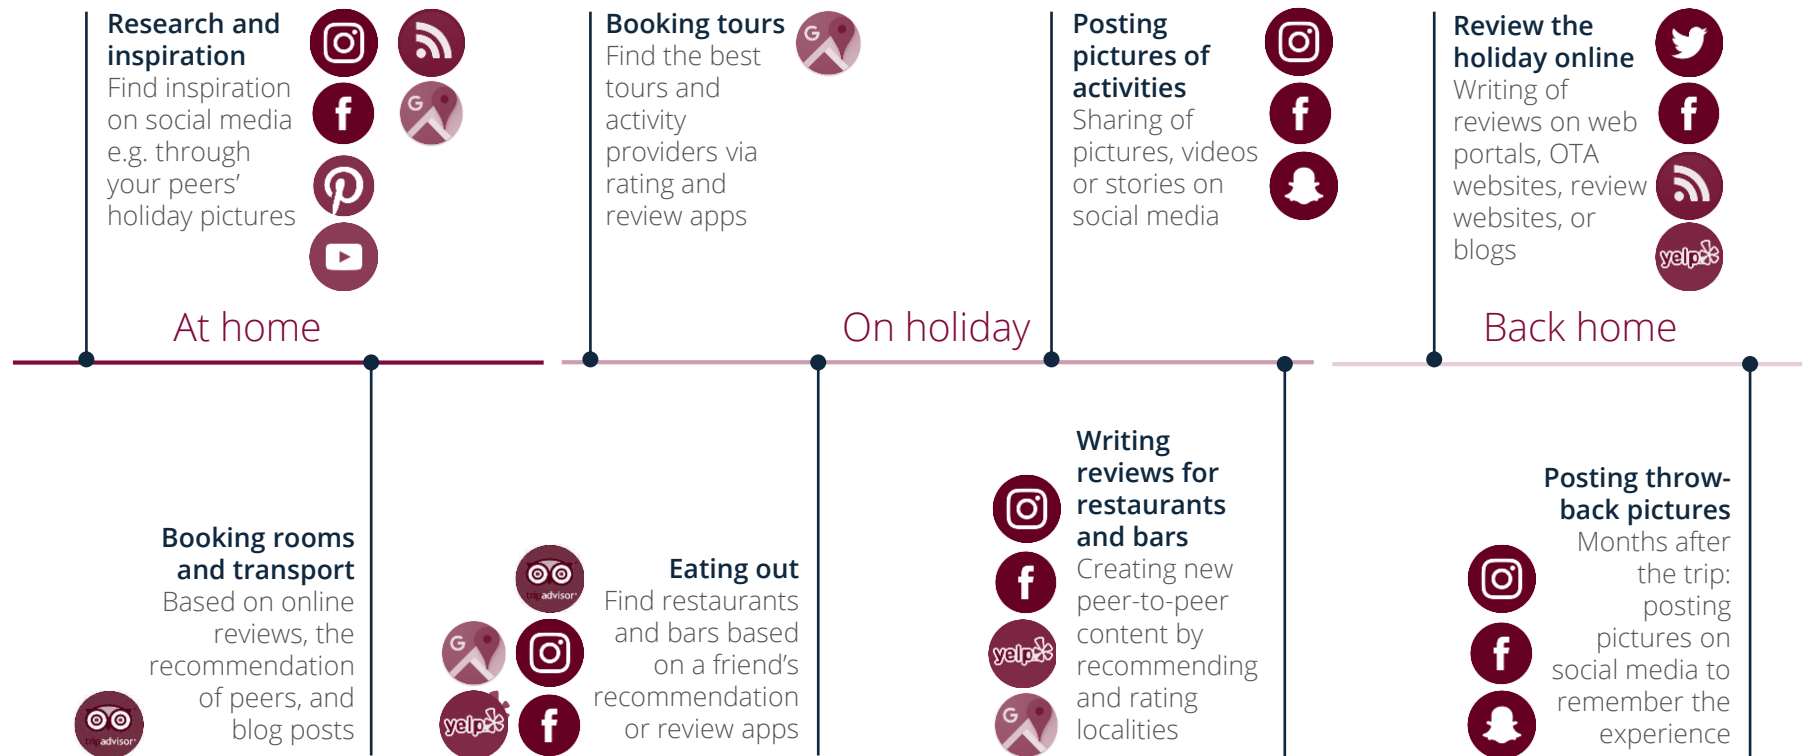 Research and
inspiration
Find inspiration
on social media
e.g. through
your peers'
holiday pictures
Booking tours
Find the best
tours and
activity
providers via
rating and
review apps
G
Posting
pictures of
activities
Sharing of
pictures, videos
or stories on
social media
Review the
holiday online
Writing of
reviews on web
portals, OTA
websites, review
websites, or
blogs
yelp
At home
On holiday
Back home
Booking rooms
and transport
Based on online
reviews, the
recommendation
of peers, and
blog posts
tripadvisor
Eating out
Find restaurants
and bars based
on a friend's
recommendation
or review apps
tripadvisor
G
yelp
Writing
reviews for
restaurants
and bars
Creating new
peer-to-peer
content by
recommending
and rating
localities
yelp
G
Posting throw-
back pictures
Months after
the trip:
posting
pictures on
social media to
remember the
experience